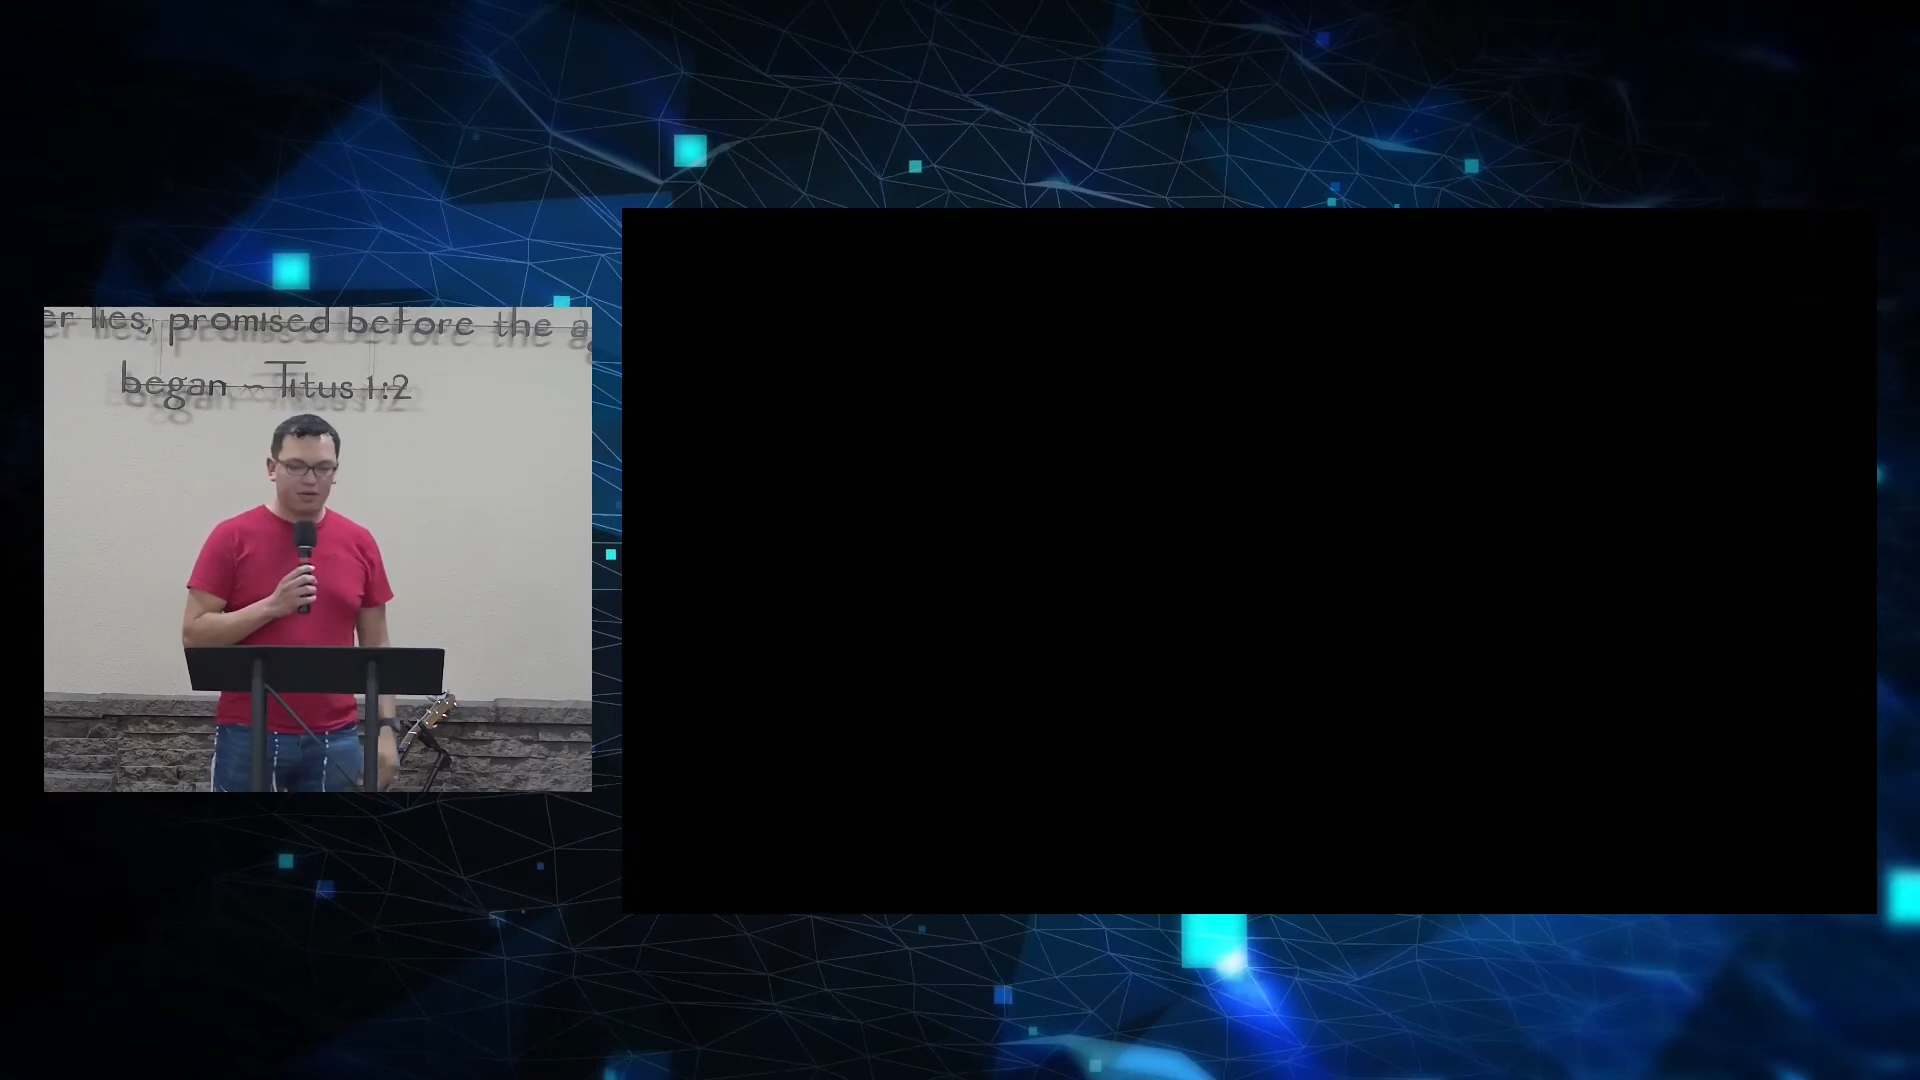 er lies, promised before the a
began ~ Titus 1:2